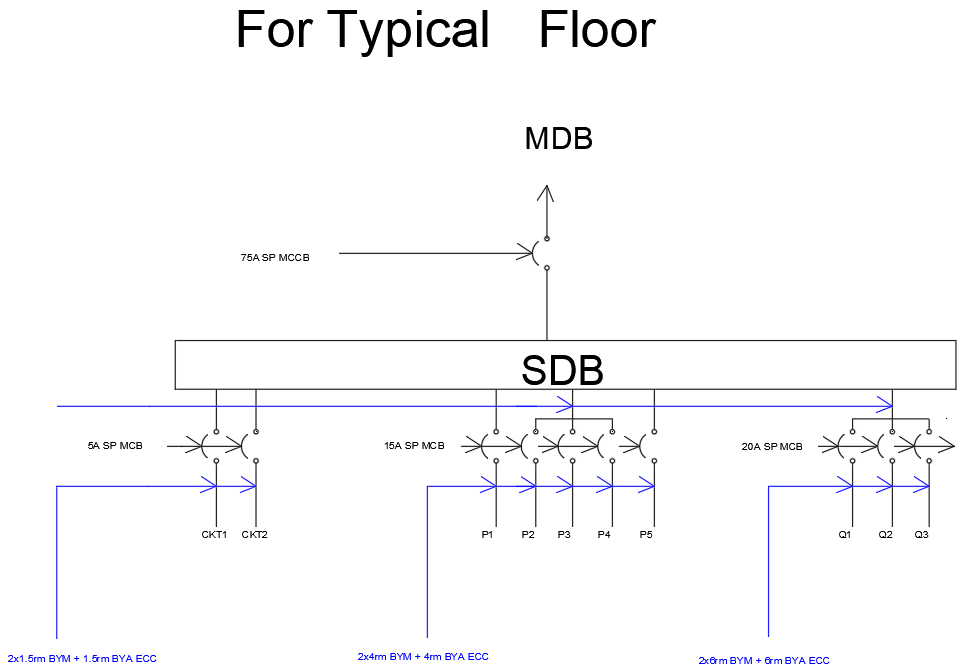 For Typical Floor
MDB
75A SP MCCB
SDB
5A SP MCB
15A SP MCB
20A SP MCB
CKT1 CKT2 P1 P2 P3 P4 P5 Q1 Q2 Q3
2x1.5rm BYM + 1.5rm BYA ECC
2x4rm BYM + 4rm BYA ECC
2x6rm BYM + 6rm BYA ECC